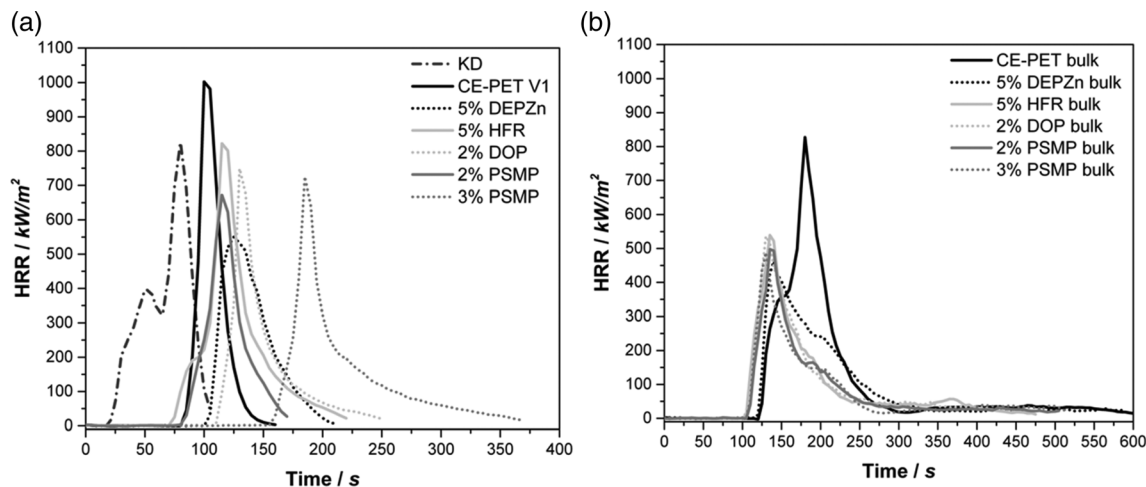 (a)
1100
1000
900
800
700
600
500
400
300
200
100
0
HRR / kW/m²
KD
CE-PET V1
5% DEPZn
5% HFR
2% DOP
2% PSMP
3% PSMP
0 50 100 150 200 250 300 350 400
Time / s
(b)
1100
1000
900
800
700
600
500
400
300
200
100
0
HRR / kW/m²
CE-PET bulk
5% DEPZn bulk
5% HFR bulk
2% DOP bulk
2% PSMP bulk
3% PSMP bulk
0 50 100 150 200 250 300 350 400 450 500 550 600
Time / s